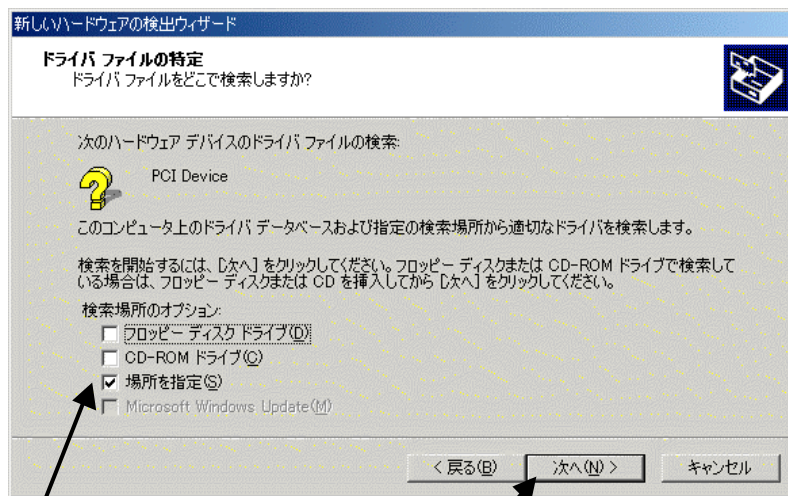 新しいハードウェアの検出ウィザード
ドライバ ファイルの特定
ドライバ ファイルをどこで検索しますか?
次のハードウェア デバイスのドライバ ファイルの検索:
PCI Device
このコンピュータ上のドライバ データベースおよび指定の検索場所から適切なドライバを検索します。
検索を開始するには、[次へ] をクリックしてください。フロッピー ディスクまたは CD-ROM ドライブで検索して
いる場合は、フロッピー ディスクまたは CD を挿入してから [次へ] をクリックしてください。
検索場所のオプション:
フロッピー ディスク ドライブ(D)
CD-ROM ドライブ(C)
場所を指定(S)
Microsoft Windows Update(M)
< 戻る(B)
次へ(N) >
キャンセル